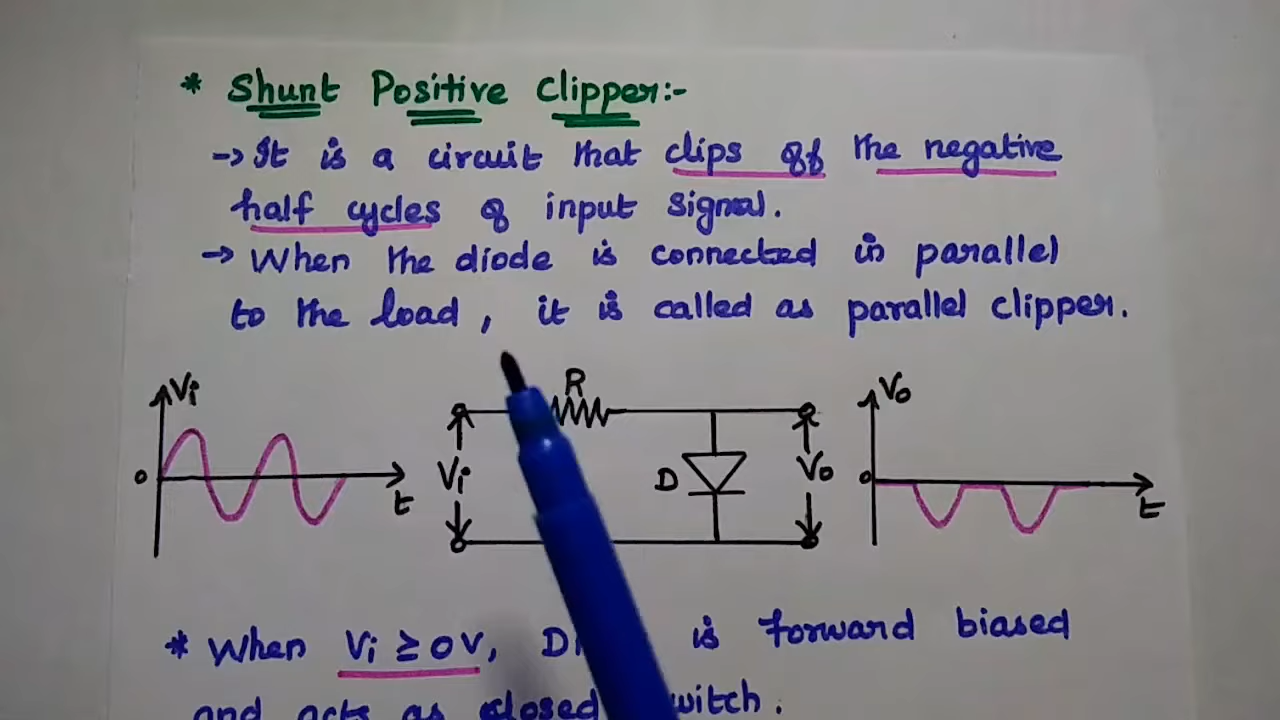 * Shunt Positive Clipper:-
→ It is a circuit that clips off the negative
half cycles of input signal.
→ When the diode is connected in parallel
to the load, it is called as parallel clipper.
Vi
0
t
R
Vi
D
Vo
Vo
0
t
* When Vi ≥ 0V, is forward biased
and acts as closed